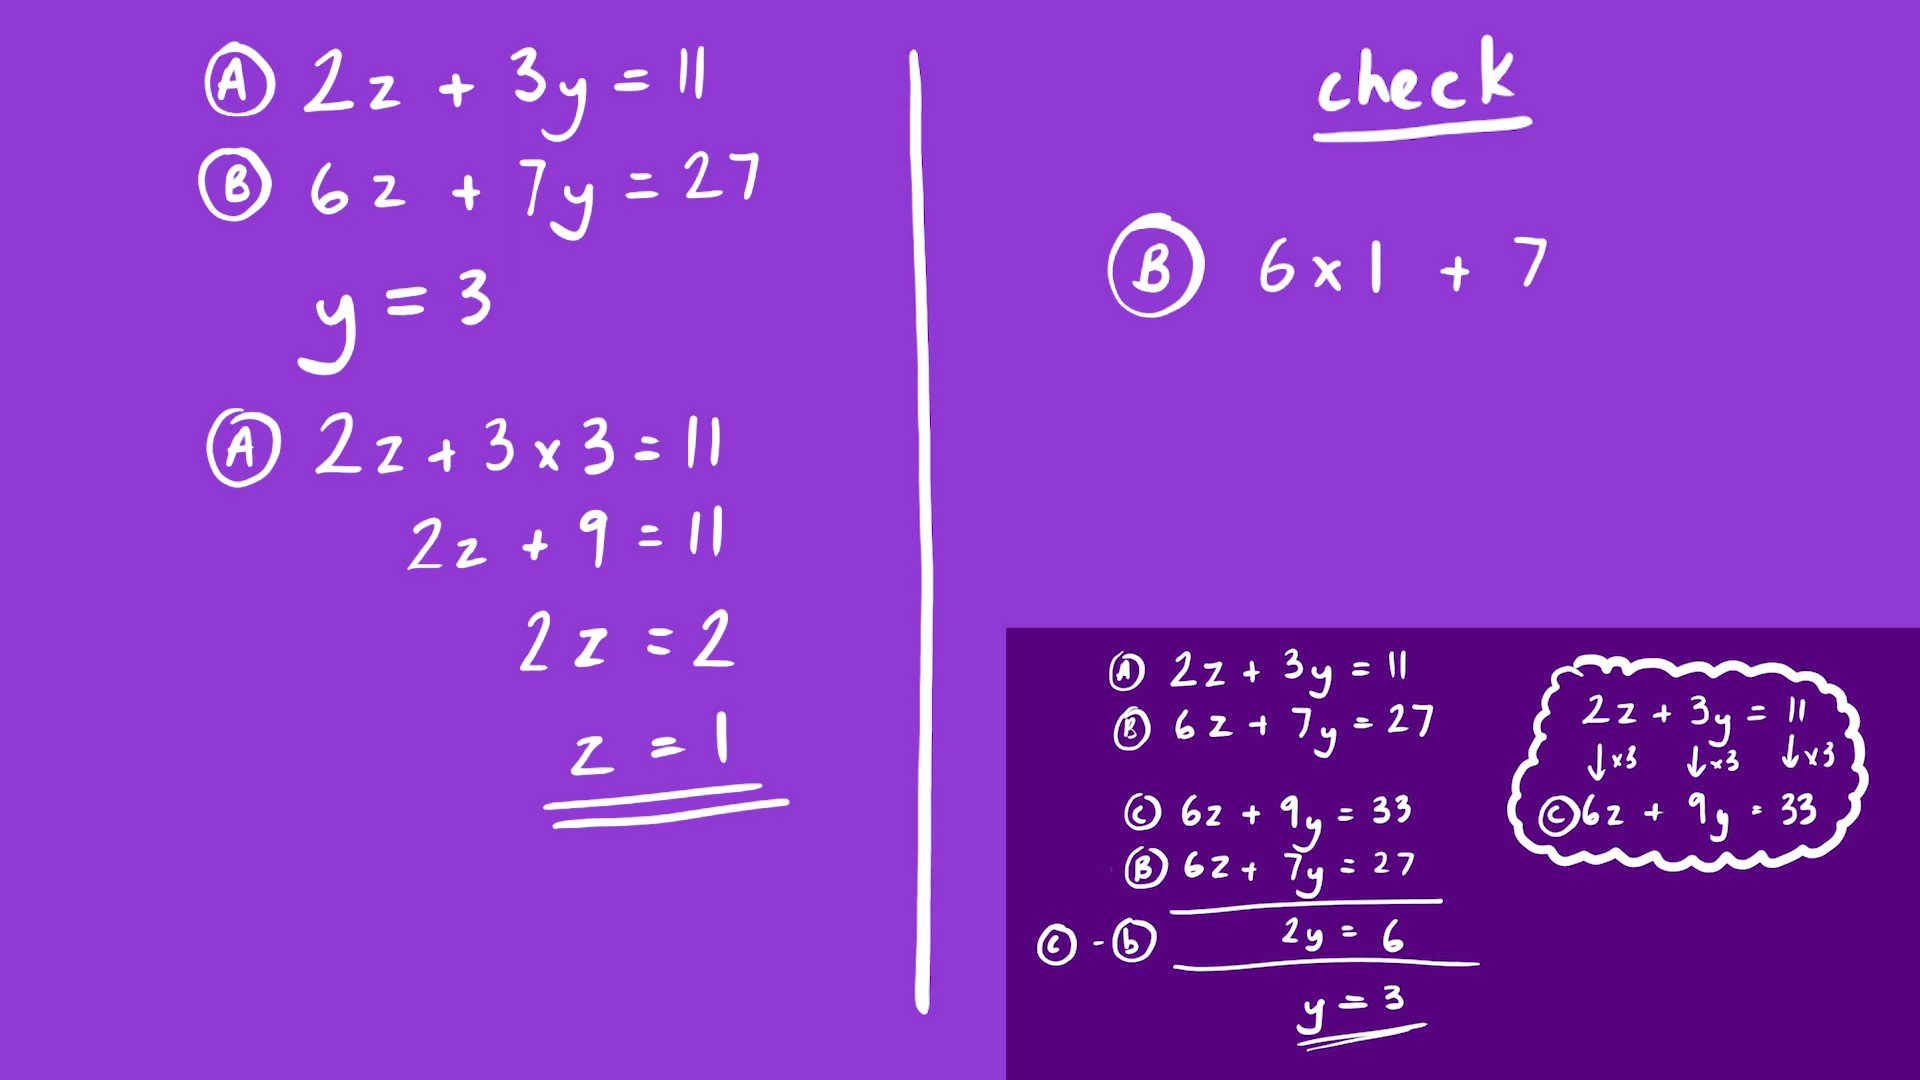 Ⓐ 2z + 3y = 11
Ⓑ 6z + 7y = 27
y = 3
Ⓐ 2z + 3 x 3 = 11
2z + 9 = 11
2z = 2
z = 1
check
Ⓑ 6 x 1 + 7
Ⓐ 2z + 3y = 11
Ⓑ 6z + 7y = 27
Ⓒ 6z + 9y = 33
Ⓑ 6z + 7y = 27
Ⓒ - ⓑ 2y = 6
y = 3
2z + 3y = 11
↓x3 ↓x3 ↓x3
Ⓒ 6z + 9y = 33